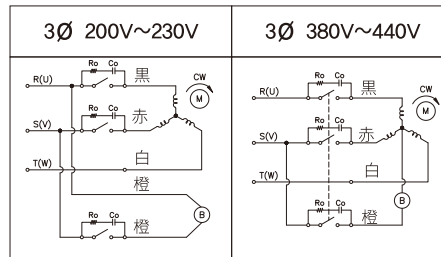 3Ø 200V～230V
Ro Co
R(U)
黒
CW
M
Ro Co
S(V)
赤
T(W)
白
橙
B
Ro Co
橙
3Ø 380V～440V
Ro Co
R(U)
黒
CW
M
Ro Co
S(V)
赤
T(W)
白
B
Ro Co
橙